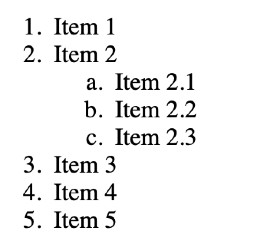 1. Item 1
2. Item 2
a. Item 2.1
b. Item 2.2
c. Item 2.3
3. Item 3
4. Item 4
5. Item 5